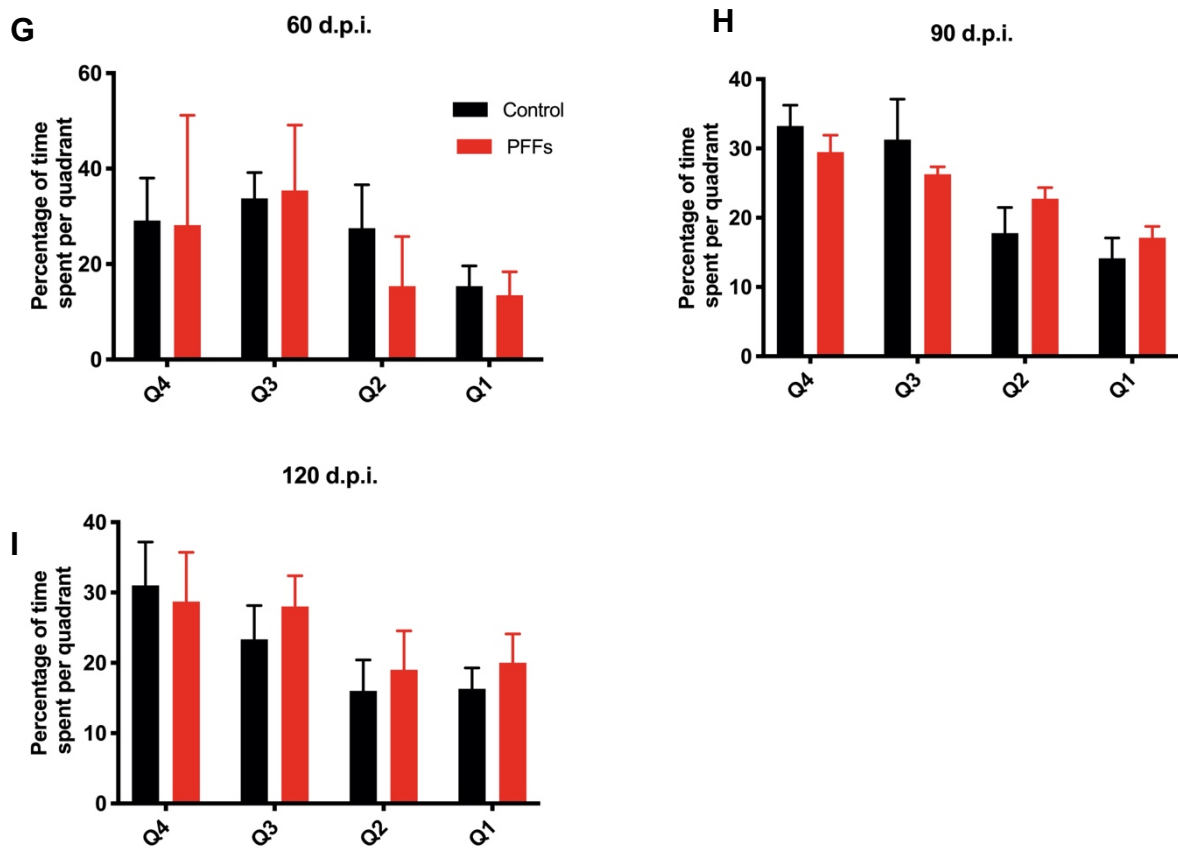 G
60 d.p.i.
Percentage of time
spent per quadrant
60
40
20
0
Control
PFFs
Q4
Q3
Q2
Q1
H
90 d.p.i.
Percentage of time
spent per quadrant
40
30
20
10
0
Q4
Q3
Q2
Q1
I
120 d.p.i.
Percentage of time
spent per quadrant
40
30
20
10
0
Q4
Q3
Q2
Q1